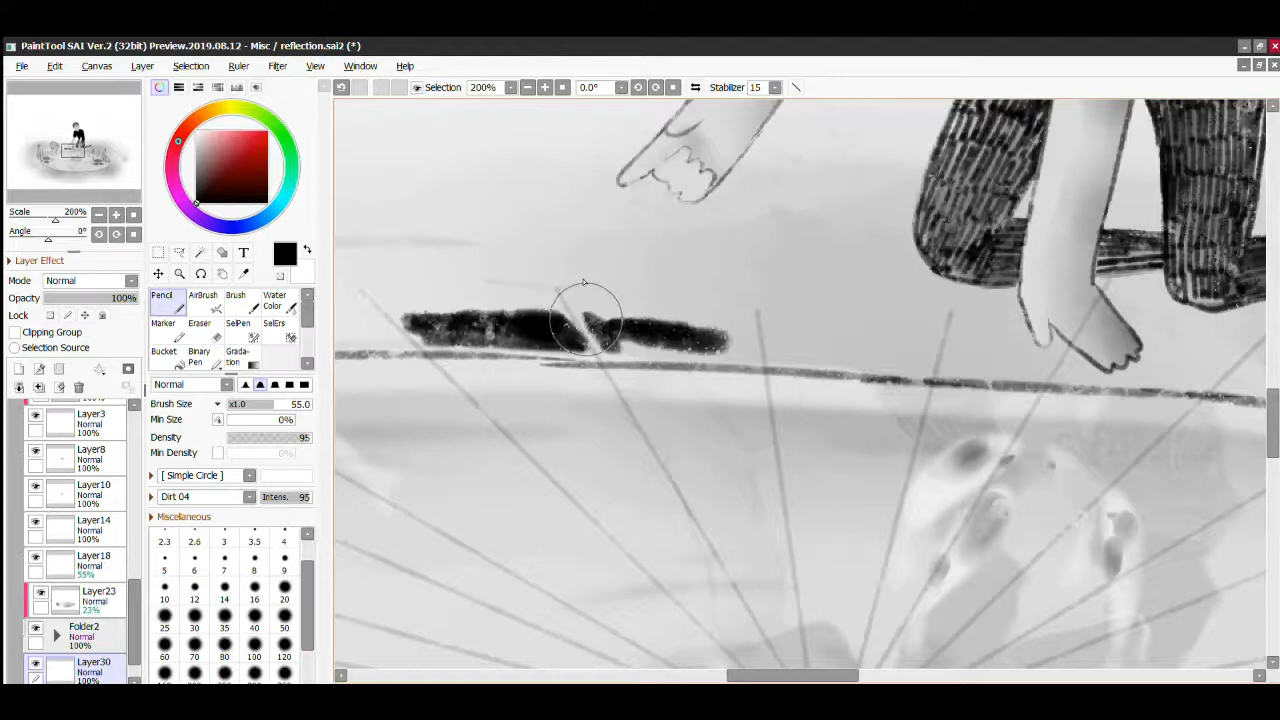 PaintTool SAI Ver.2 (32bit) Preview.2019.08.12 - Misc / reflection.sai2 (*)
File Edit Canvas Layer Selection Filter Ruler View Window Help
Selection 200% 0.0° Stabilizer 15
Scale 200%
Angle 0°
Layer Effect
Mode Normal
Opacity 100%
Lock
Clipping Group
Selection Source
Layer3
Normal
100%
Layer8
Normal
100%
Layer10
Normal
100%
Layer14
Normal
100%
Layer18
Normal
55%
Layer23
Normal
23%
Folder2
Normal
100%
Layer30
Normal
100%
T
Pencil AirBrush Brush Water Color
Marker Eraser SelPen SelErs
Bucket Binary Pen Grada- tion
Normal
Brush Size x1.0 55.0
Min Size 0%
Density 95
Min Density 0%
[ Simple Circle ]
Dirt 04 Intens. 95
Miscellaneous
2.3 2.6 3 3.5 4
5 6 7 8 9
10 12 14 16 20
25 30 35 40 50
60 70 80 100 120